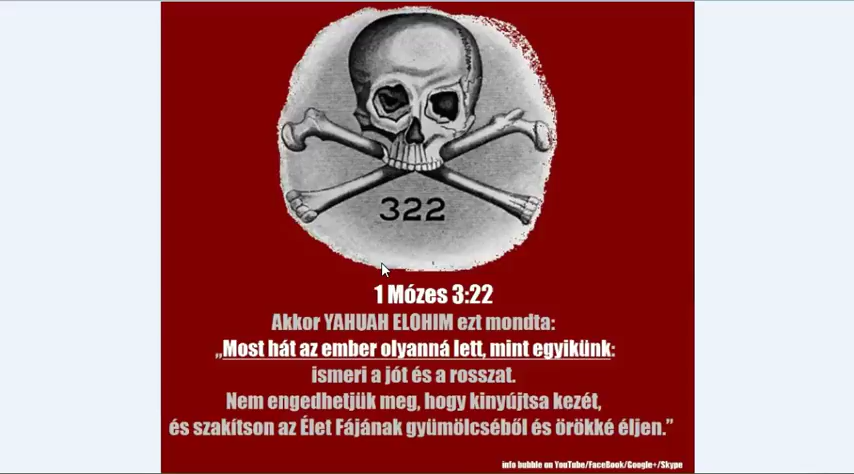 322
1 Mózes 3:22
Akkor YAHUAH ELOHIM ezt mondta:
„Most hát az ember olyanná lett, mint egyikünk:
ismeri a jót és a rosszat.
Nem engedhetjük meg, hogy kinyújtsa kezét,
és szakítson az Élet Fájának gyümölcséből és örökké éljen.”
info bubble on YouTube/FaceBook/Google+/Skype